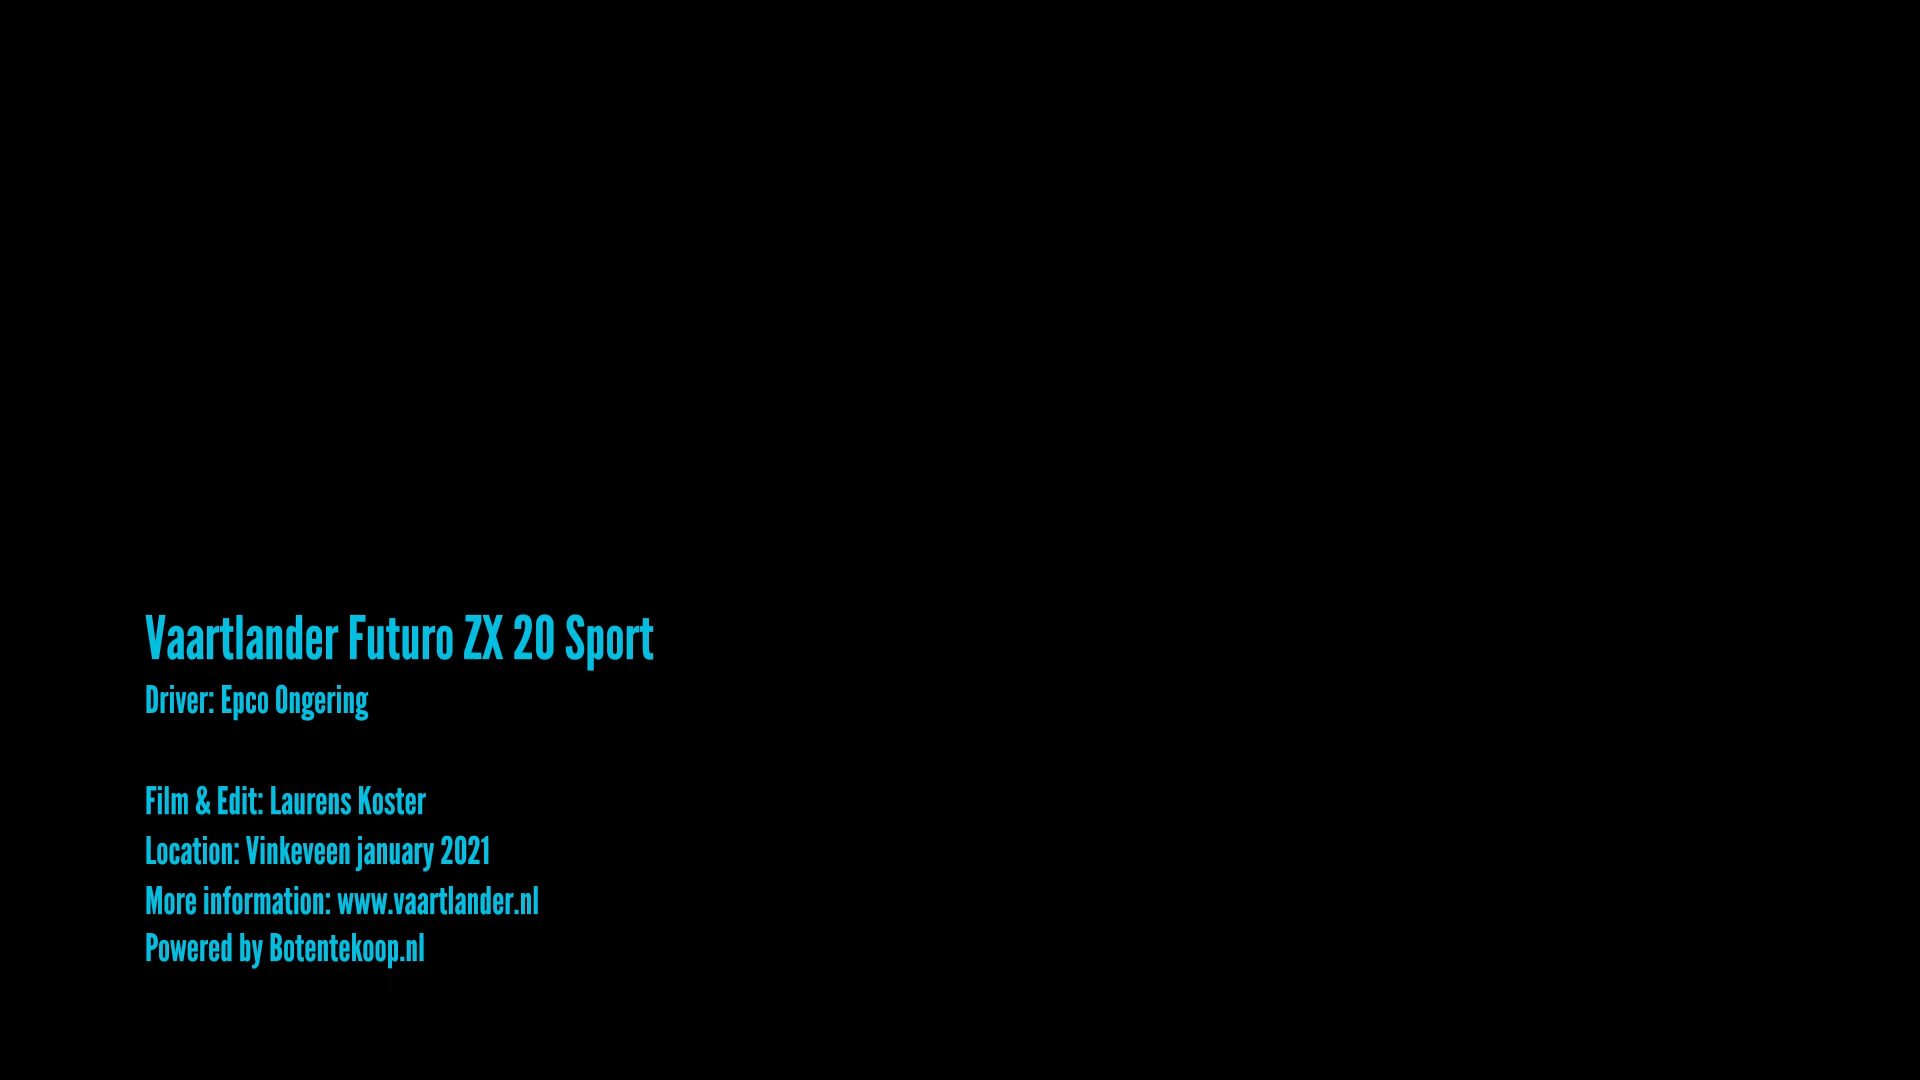 Vaartlander Futuro ZX 20 Sport
Driver: Epco Ongering
Film & Edit: Laurens Koster
Location: Vinkeveen january 2021
More information: www.vaartlander.nl
Powered by Botentekoop.nl